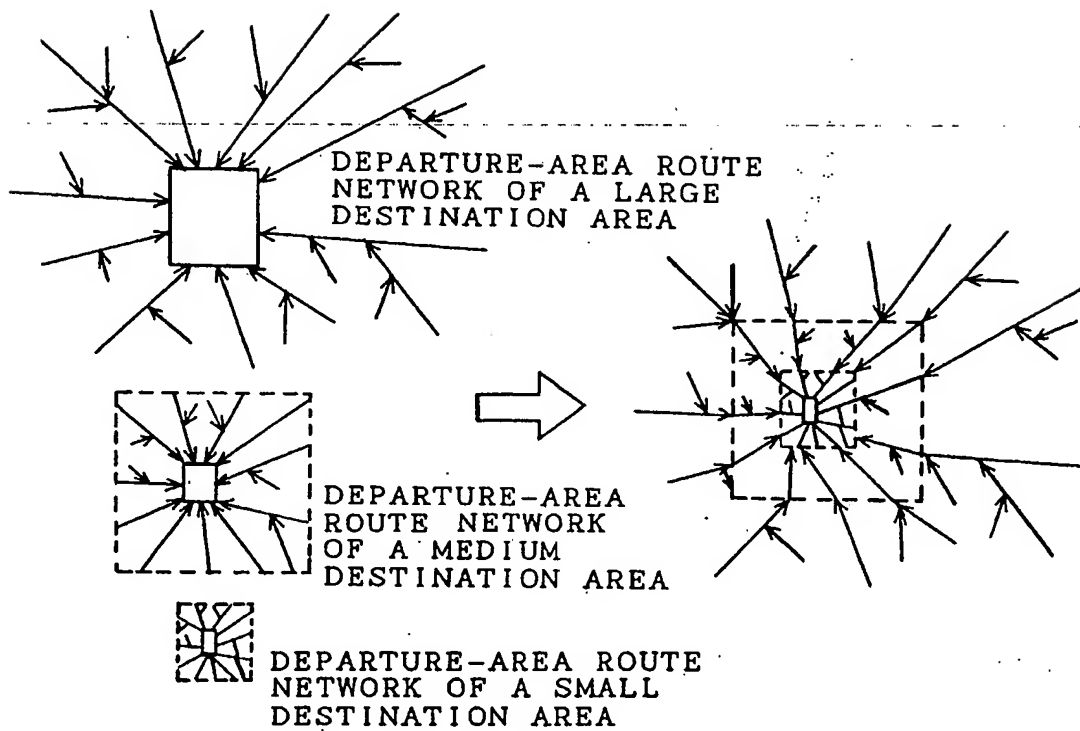 DEPARTURE-AREA ROUTE
NETWORK OF A LARGE
DESTINATION AREA
DEPARTURE-AREA
ROUTE NETWORK
OF A MEDIUM
DESTINATION AREA
DEPARTURE-AREA ROUTE
NETWORK OF A SMALL
DESTINATION AREA